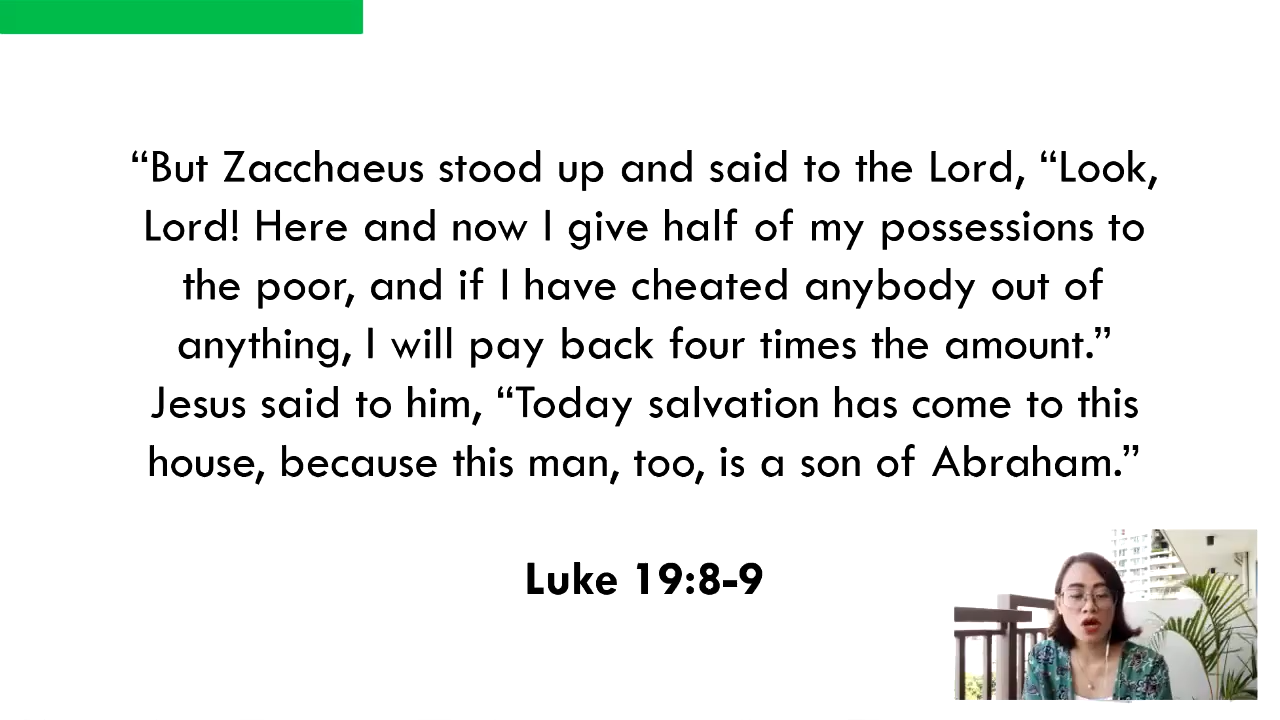 “But Zacchaeus stood up and said to the Lord, “Look,
Lord! Here and now I give half of my possessions to
the poor, and if I have cheated anybody out of
anything, I will pay back four times the amount.”
Jesus said to him, “Today salvation has come to this
house, because this man, too, is a son of Abraham.”
Luke 19:8-9